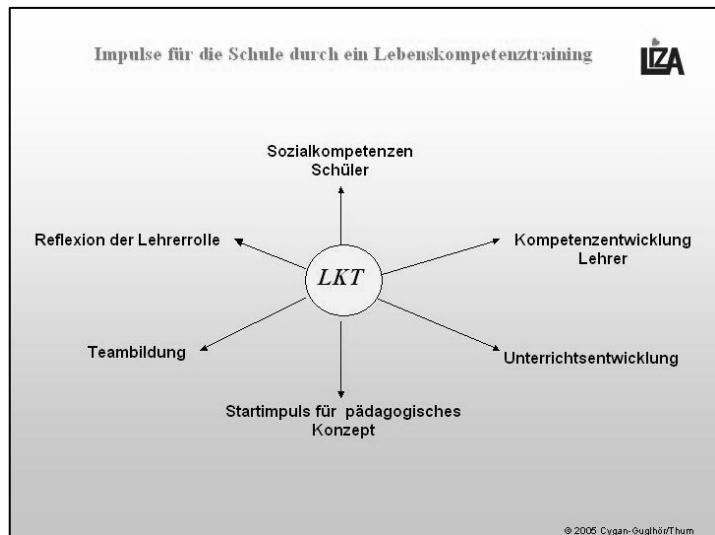 Impulse für die Schule durch ein Lebenskompetenztraining
LIZA
Sozialkompetenzen
Schüler
Reflexion der Lehrerrolle
Kompetenzentwicklung
Lehrer
LKT
Teambildung
Unterrichtsentwicklung
Startimpuls für pädagogisches
Konzept
© 2005 Cygan-Guglhör/Thum